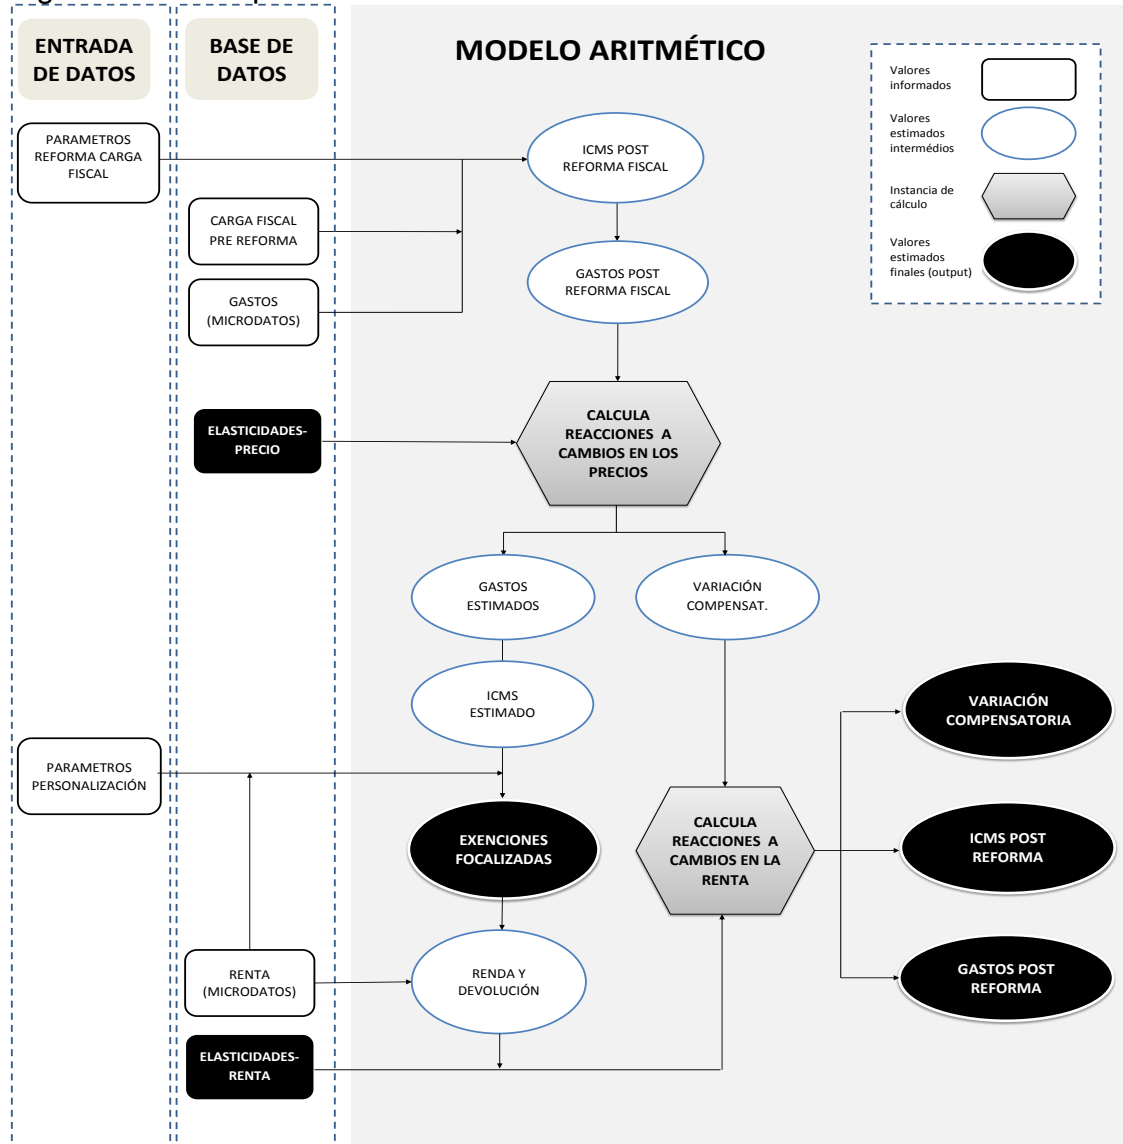 ENTRADA
DE DATOS
BASE DE
DATOS
MODELO ARITMÉTICO
Valores
informados
Valores
estimados
intermédios
Instancia de
cálculo
Valores
estimados
finales (output)
PARAMETROS
REFORMA CARGA
FISCAL
ICMS POST
REFORMA FISCAL
CARGA FISCAL
PRE REFORMA
GASTOS POST
REFORMA FISCAL
GASTOS
(MICRODATOS)
ELASTICIDADES-
PRECIO
CALCULA
REACCIONES A
CAMBIOS EN LOS
PRECIOS
GASTOS
ESTIMADOS
VARIACIÓN
COMPENSAT.
ICMS
ESTIMADO
VARIACIÓN
COMPENSATORIA
PARAMETROS
PERSONALIZACIÓN
EXENCIONES
FOCALIZADAS
CALCULA
REACCIONES A
CAMBIOS EN LA
RENTA
ICMS POST
REFORMA
RENTA
(MICRODATOS)
RENDA Y
DEVOLUCIÓN
GASTOS POST
REFORMA
ELASTICIDADES-
RENTA